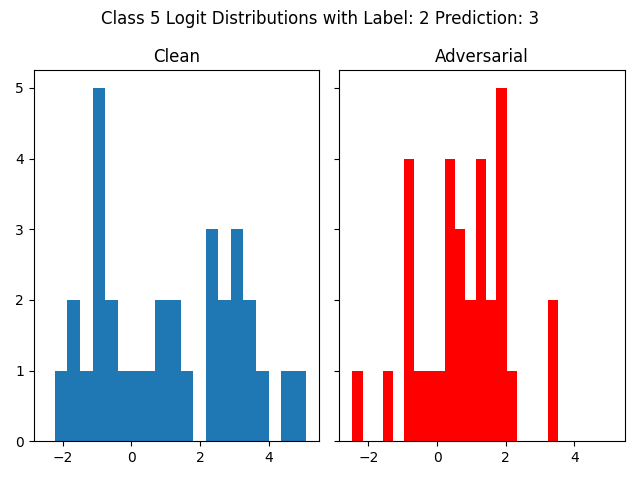 Class 5 Logit Distributions with Label: 2 Prediction: 3
Clean
Adversarial
5
4
3
2
1
0
−2 0 2 4
−2 0 2 4